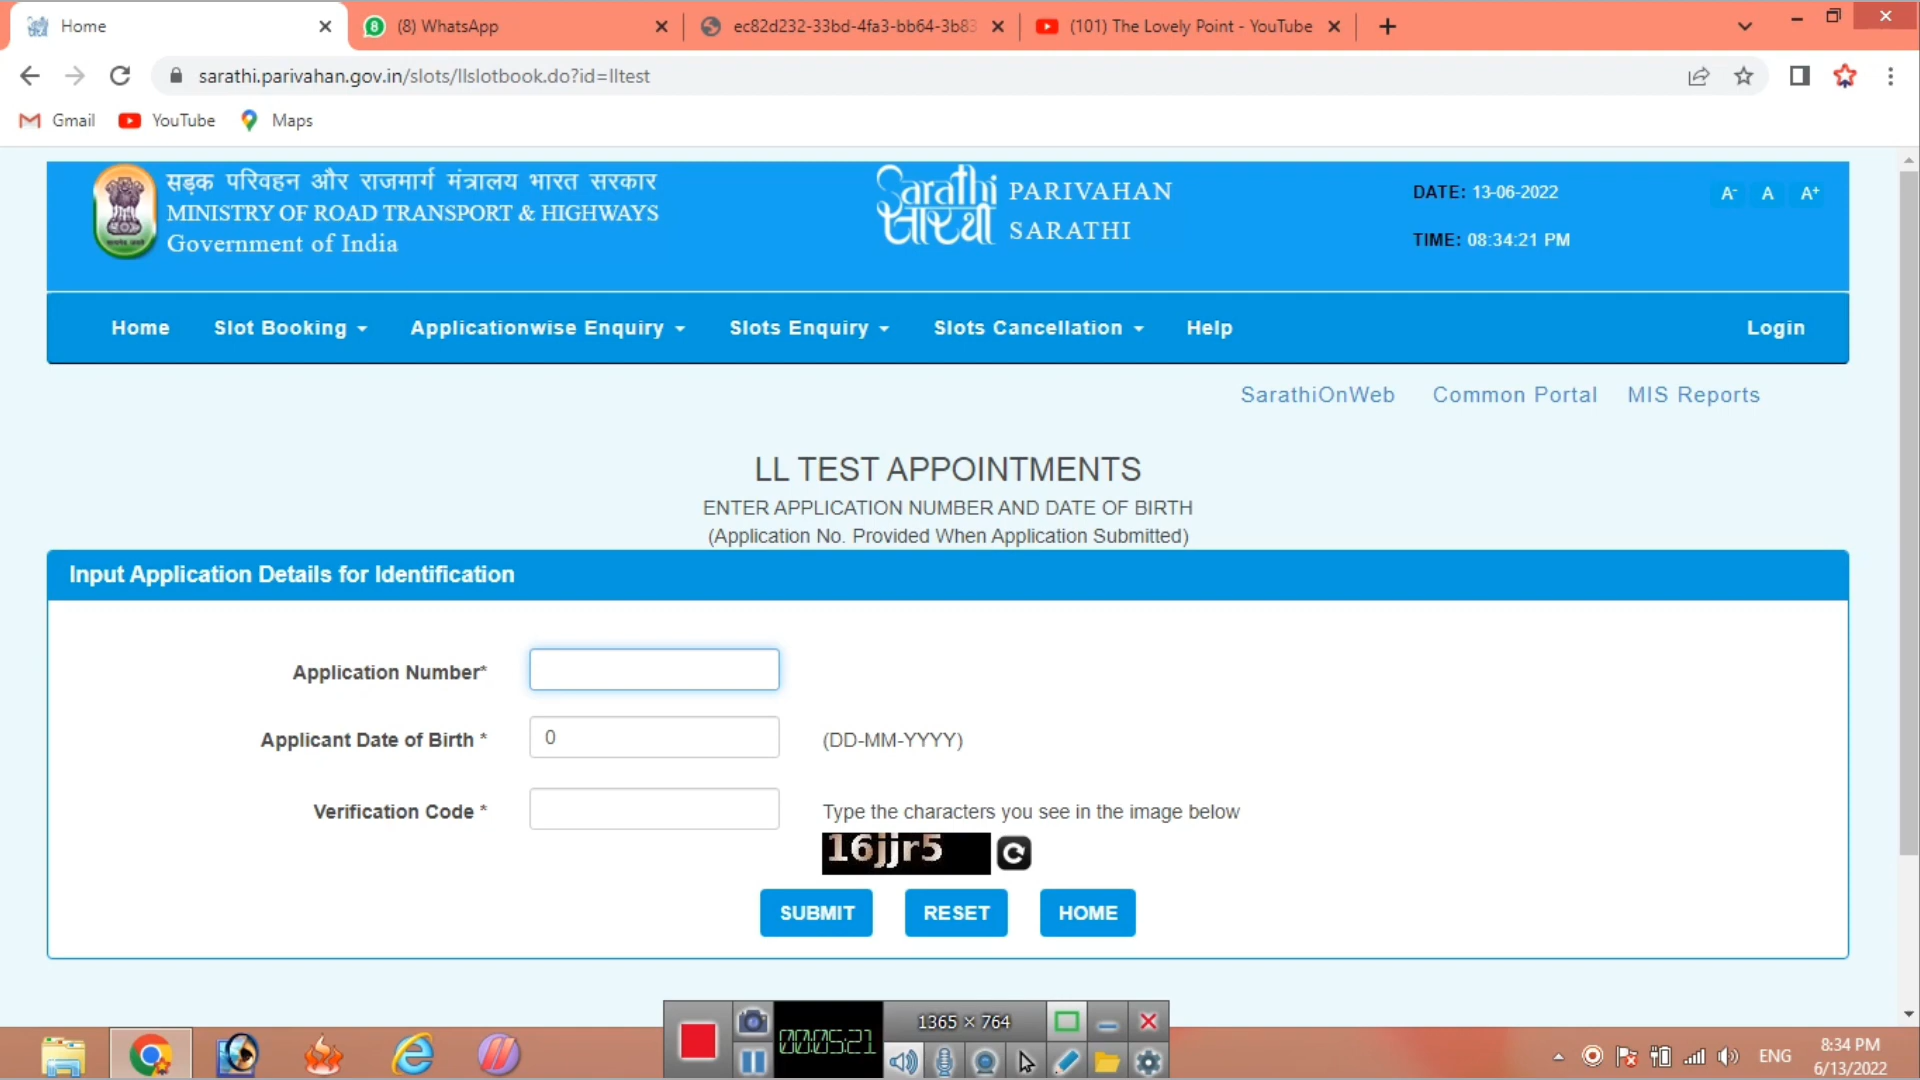 Home
(8) WhatsApp
ec82d232-33bd-4fa3-bb64-3b83
(101) The Lovely Point - YouTube
sarathi.parivahan.gov.in/slots/llslotbook.do?id=lltest
Gmail YouTube Maps
सड़क परिवहन और राजमार्ग मंत्रालय भारत सरकार
MINISTRY OF ROAD TRANSPORT & HIGHWAYS
Government of India
Sarathi
सारथी
PARIVAHAN
SARATHI
DATE: 13-06-2022
TIME: 08:34:21 PM
A- A A+
Home Slot Booking Applicationwise Enquiry Slots Enquiry Slots Cancellation Help Login
SarathiOnWeb Common Portal MIS Reports
LL TEST APPOINTMENTS
ENTER APPLICATION NUMBER AND DATE OF BIRTH
(Application No. Provided When Application Submitted)
Input Application Details for Identification
Application Number*
Applicant Date of Birth * 0 (DD-MM-YYYY)
Verification Code * Type the characters you see in the image below
16jjr5
SUBMIT RESET HOME
00:05:21
1365 × 764
ENG
8:34 PM
6/13/2022